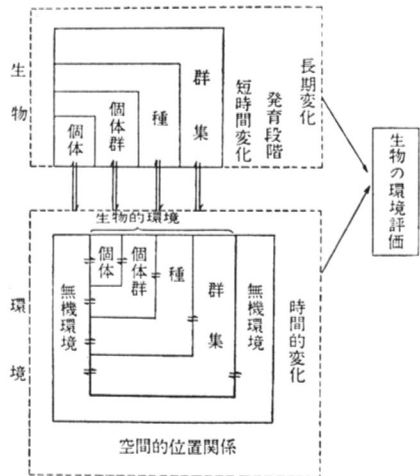 生物
個体
個体群
種
群集
短時間変化
発育段階
長期変化
生物の環境評価
生物的環境
環境
無機環境
個体
個体群
種
群集
無機環境
時間的変化
空間的位置関係